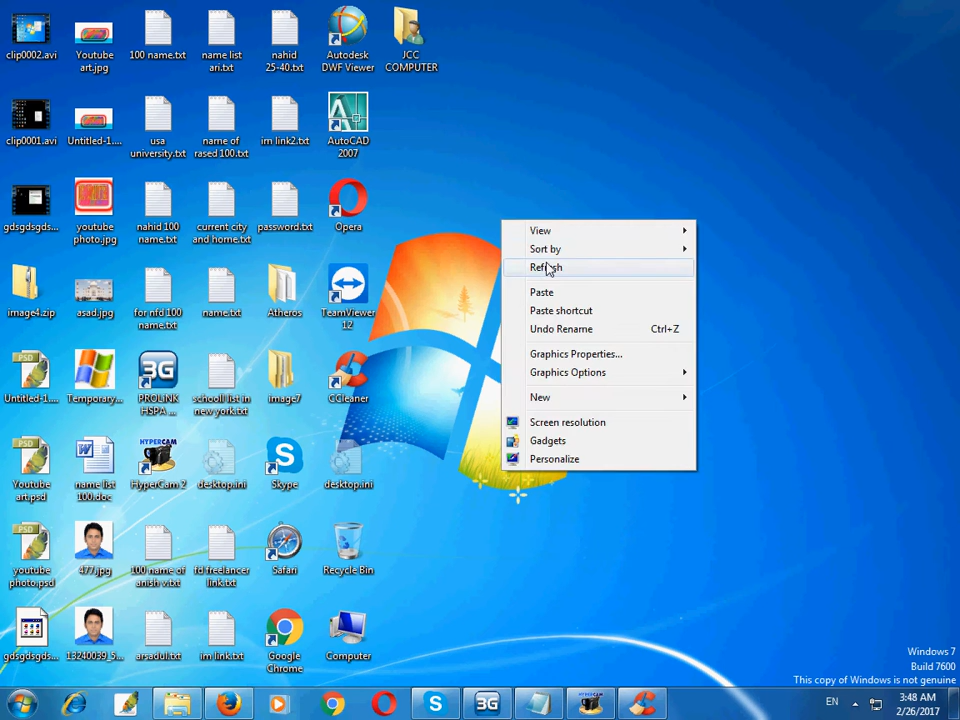 clip0002.avi
Youtube
art.jpg
100 name.txt
name list
ari.txt
nahid
25-40.txt
Autodesk
DWF Viewer
JCC
COMPUTER
clip0001.avi
Untitled-1....
usa
university.txt
name of
rased 100.txt
im link2.txt
AutoCAD
2007
gdsgdsgds...
youtube
photo.jpg
nahid 100
name.txt
current city
and home.txt
password.txt
Opera
image4.zip
asad.jpg
for nfd 100
name.txt
name.txt
Atheros
TeamViewer
12
Untitled-1....
Temporary...
3G
PROLINK
HSPA ...
schooll list in
new york.txt
image7
CCleaner
PSD
Youtube
art.psd
name list
100.doc
HYPERCAM
HyperCam 2
desktop.ini
Skype
desktop.ini
PSD
youtube
photo.psd
477.jpg
100 name of
anish v.txt
fd freelancer
link.txt
Safari
Recycle Bin
gdsgdsgds...
13240039_5...
arsadul.txt
im link.txt
Google
Chrome
Computer
View
Sort by
Refresh
Paste
Paste shortcut
Undo Rename Ctrl+Z
Graphics Properties...
Graphics Options
New
Screen resolution
Gadgets
Personalize
Windows 7
Build 7600
This copy of Windows is not genuine
3G
EN
3:48 AM
2/26/2017